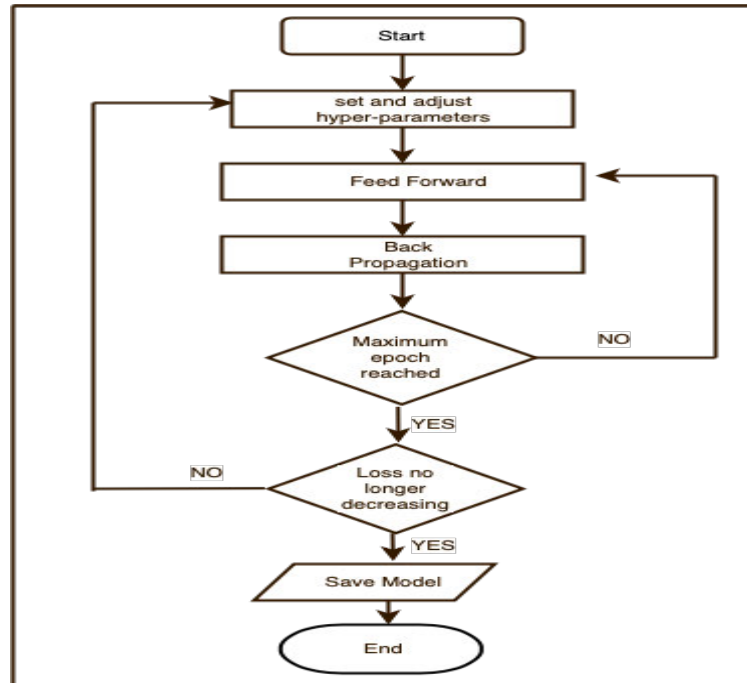 Start
set and adjust
hyper-parameters
Feed Forward
Back
Propagation
Maximum
epoch
reached
NO
YES
NO
Loss no
longer
decreasing
YES
Save Model
End